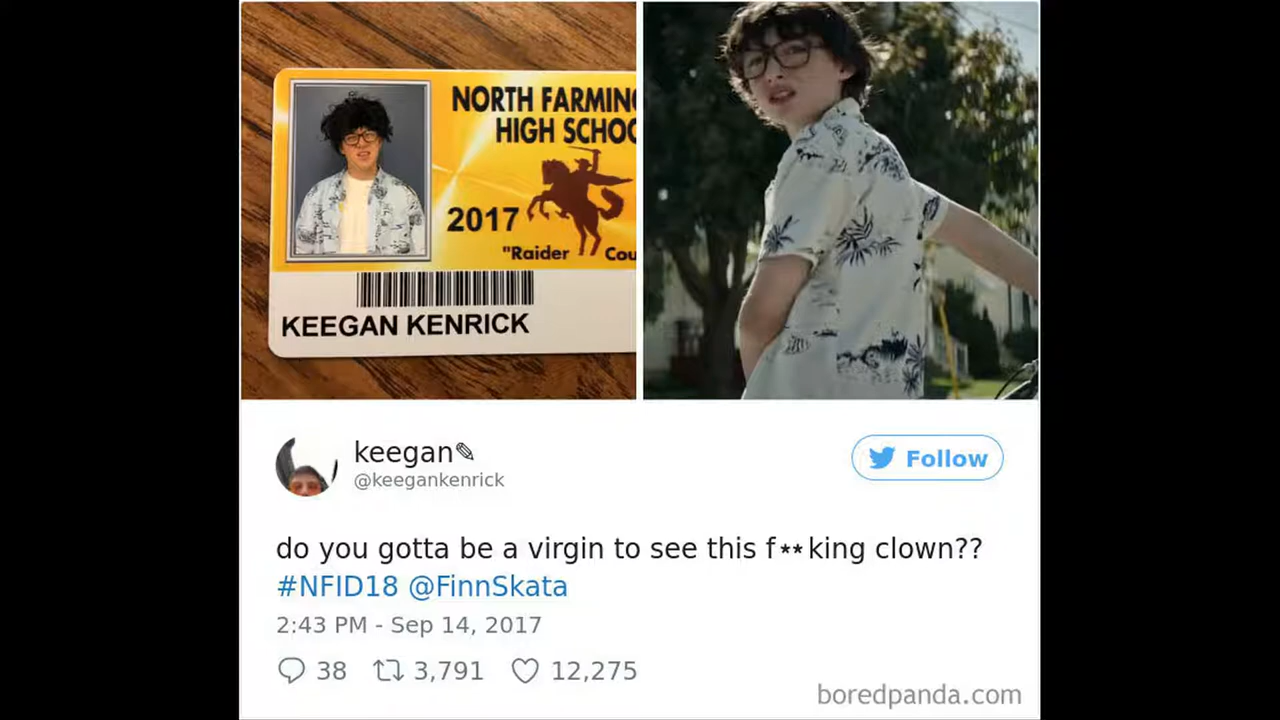 NORTH FARMING
HIGH SCHOO
2017
"Raider Cou
KEEGAN KENRICK
keegan✎
@keegankenrick
Follow
do you gotta be a virgin to see this f**king clown??
#NFID18 @FinnSkata
2:43 PM - Sep 14, 2017
38 3,791 12,275
boredpanda.com